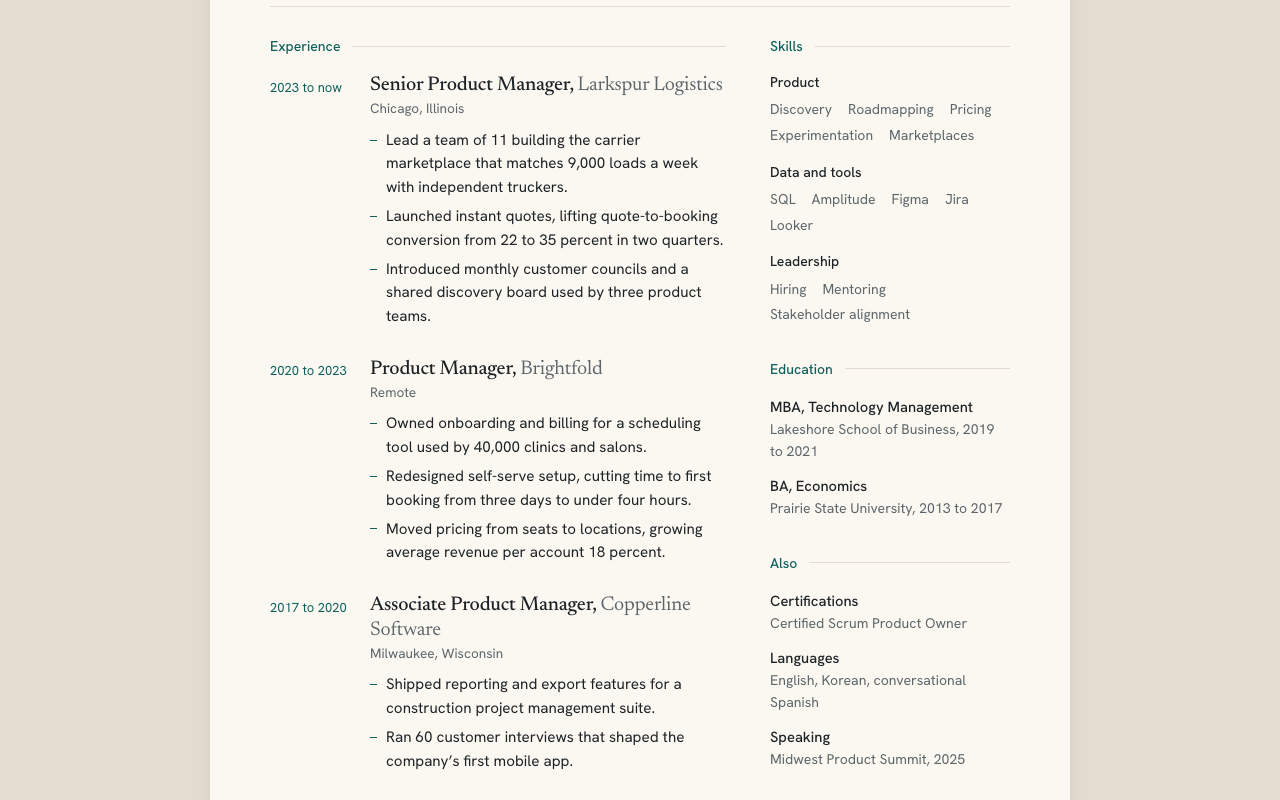 Experience
2023 to now
Senior Product Manager, Larkspur Logistics
Chicago, Illinois
– Lead a team of 11 building the carrier
marketplace that matches 9,000 loads a week
with independent truckers.
– Launched instant quotes, lifting quote-to-booking
conversion from 22 to 35 percent in two quarters.
– Introduced monthly customer councils and a
shared discovery board used by three product
teams.
2020 to 2023
Product Manager, Brightfold
Remote
– Owned onboarding and billing for a scheduling
tool used by 40,000 clinics and salons.
– Redesigned self-serve setup, cutting time to first
booking from three days to under four hours.
– Moved pricing from seats to locations, growing
average revenue per account 18 percent.
2017 to 2020
Associate Product Manager, Copperline
Software
Milwaukee, Wisconsin
– Shipped reporting and export features for a
construction project management suite.
– Ran 60 customer interviews that shaped the
company’s first mobile app.
Skills
Product
Discovery Roadmapping Pricing
Experimentation Marketplaces
Data and tools
SQL Amplitude Figma Jira
Looker
Leadership
Hiring Mentoring
Stakeholder alignment
Education
MBA, Technology Management
Lakeshore School of Business, 2019
to 2021
BA, Economics
Prairie State University, 2013 to 2017
Also
Certifications
Certified Scrum Product Owner
Languages
English, Korean, conversational
Spanish
Speaking
Midwest Product Summit, 2025